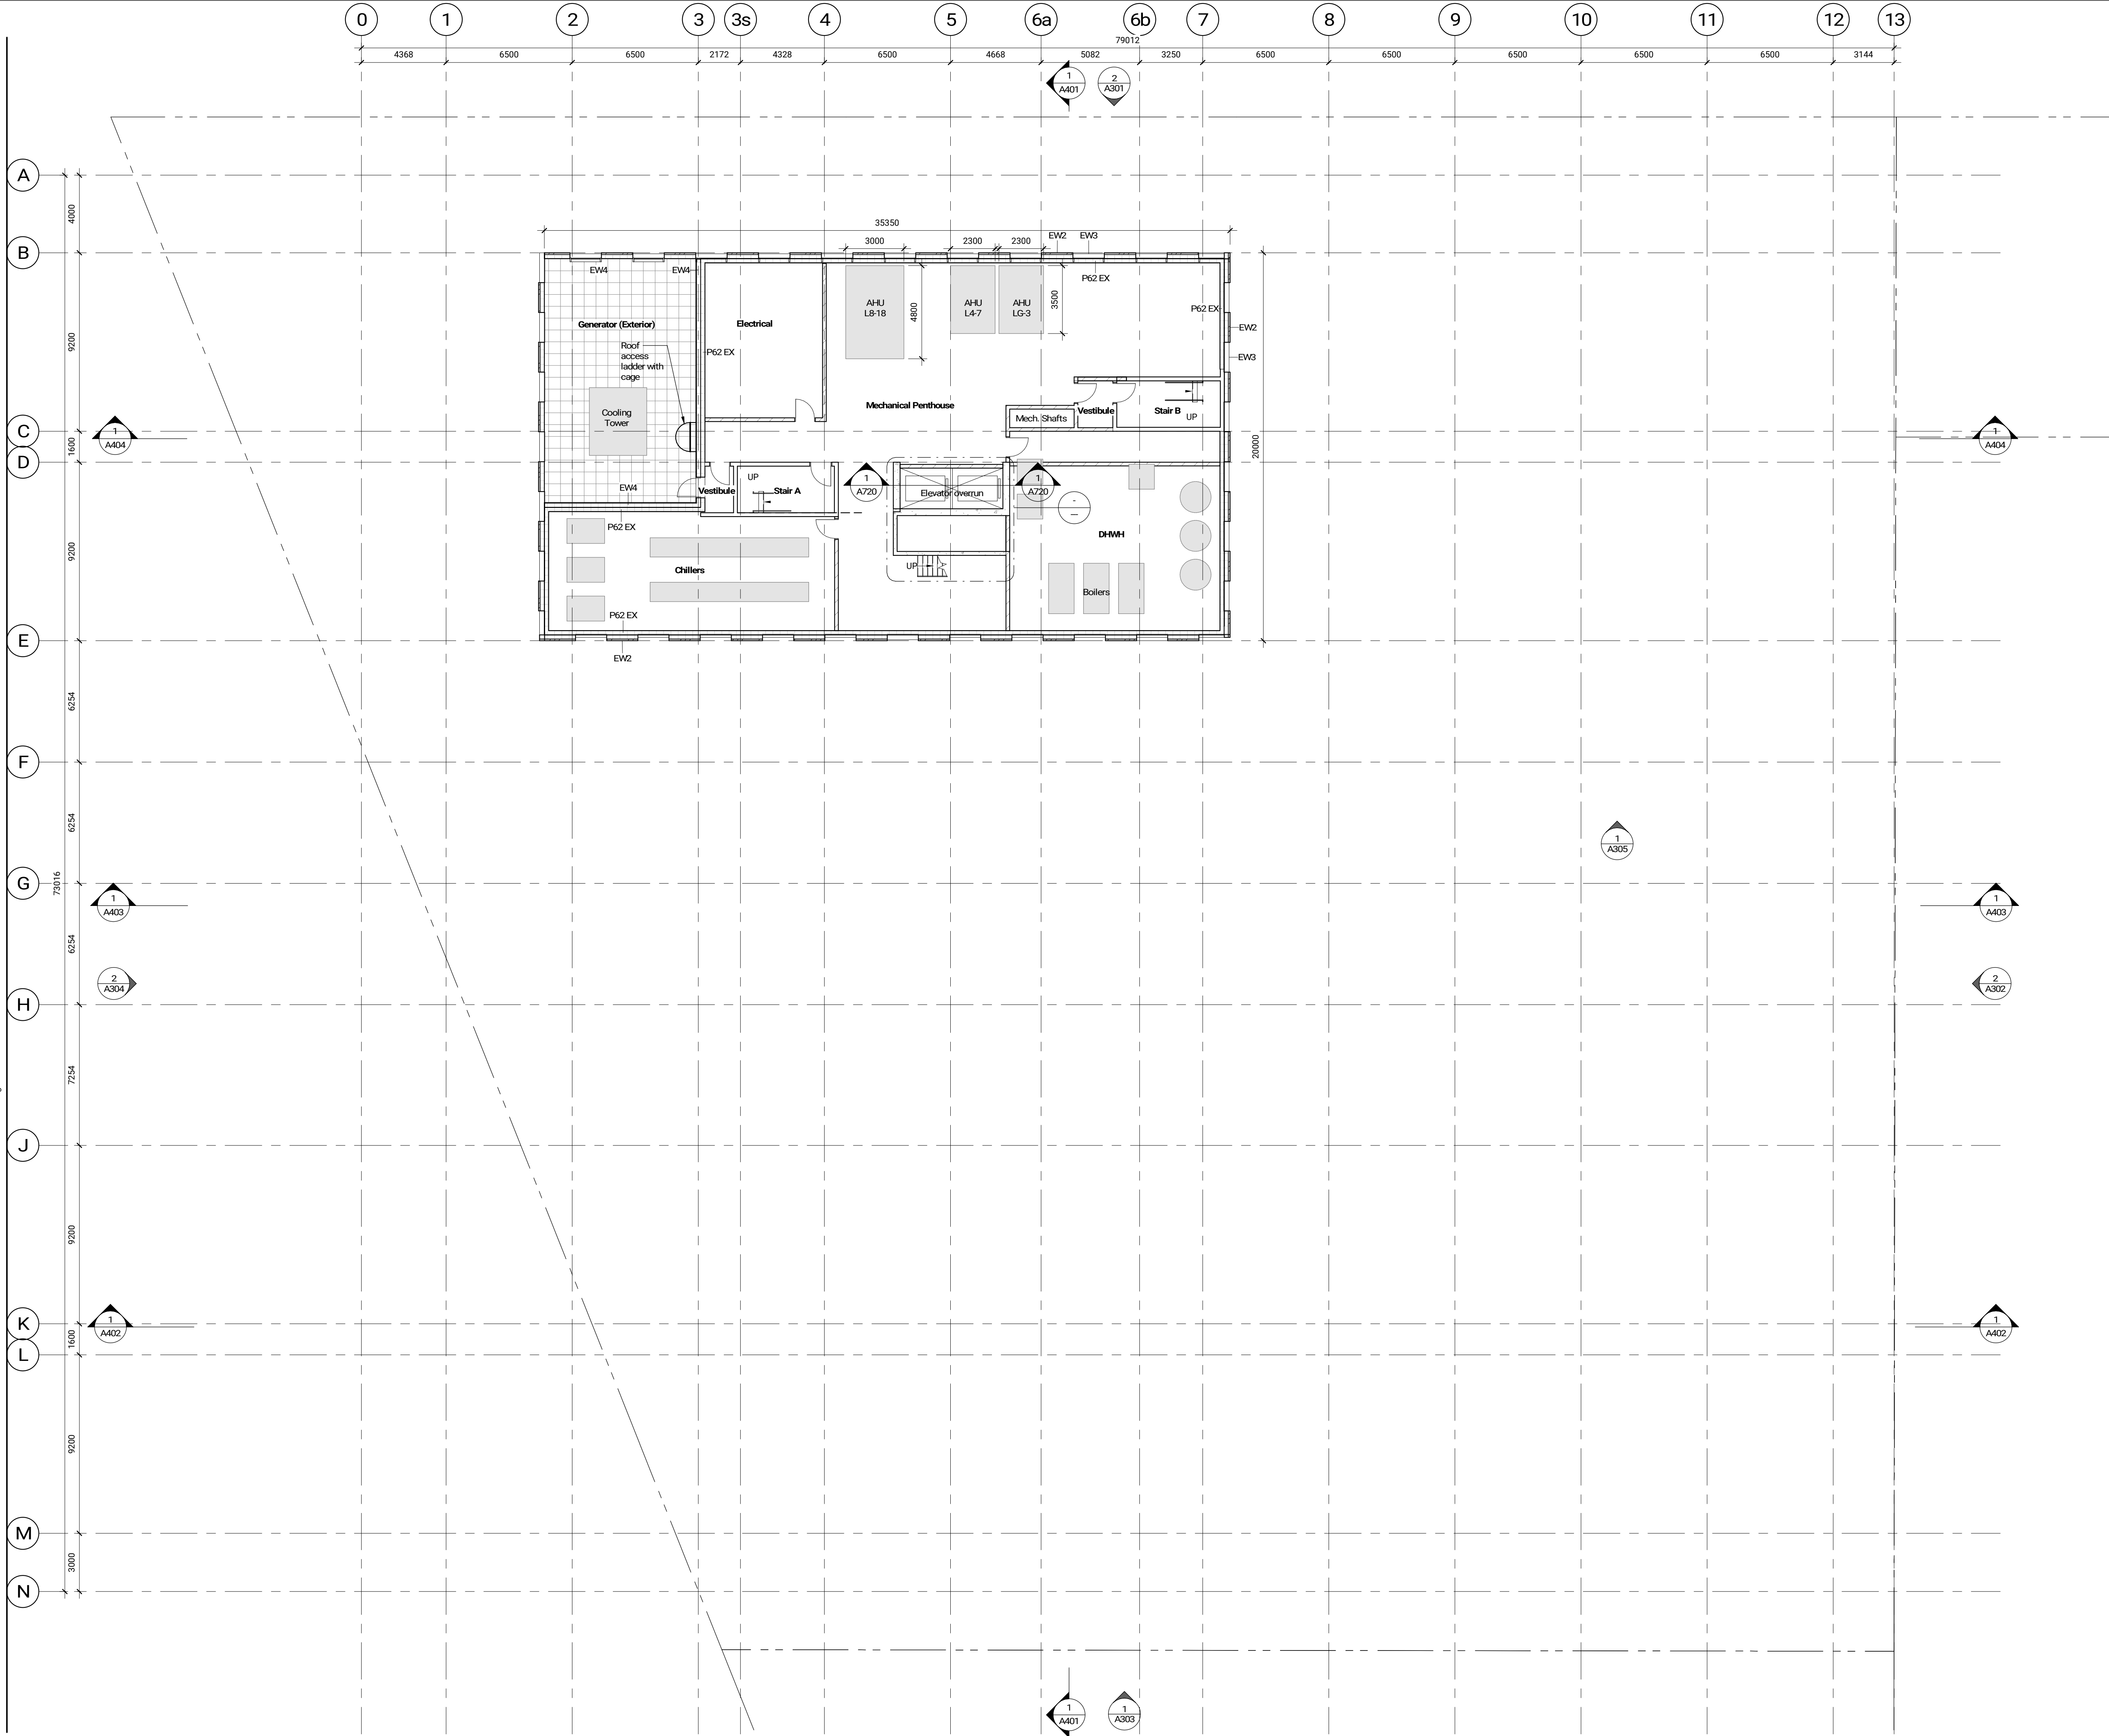 0 1 2 3 3s 4 5 6a 6b 7 8 9 10 11 12 13
79012
4368 6500 6500 2172 4328 6500 4668 5082 3250 6500 6500 6500 6500 6500 3144
1
A401
2
A301
A
4000
B
9200
C
1600
D
9200
E
6254
F
6254
G
73016
6254
H
7254
J
9200
K
1600
L
9200
M
3000
N
35350
3000
2300
2300
EW2
EW3
EW4
EW4
P62 EX
P62 EX
AHU
L8-18
4800
AHU
L4-7
AHU
LG-3
3500
Generator (Exterior)
Electrical
EW2
Roof
access
ladder with
cage
P62 EX
EW3
Mechanical Penthouse
Cooling
Tower
Mech. Shafts
Vestibule
Stair B
UP
20000
1
A404
1
A404
UP
EW4
Vestibule
Stair A
1
A720
Elevator overrun
1
A720
-
—
P62 EX
DHWH
Chillers
UP
Boilers
P62 EX
EW2
1
A305
1
A403
1
A403
2
A304
2
A302
1
A402
1
A402
1
A401
1
A303